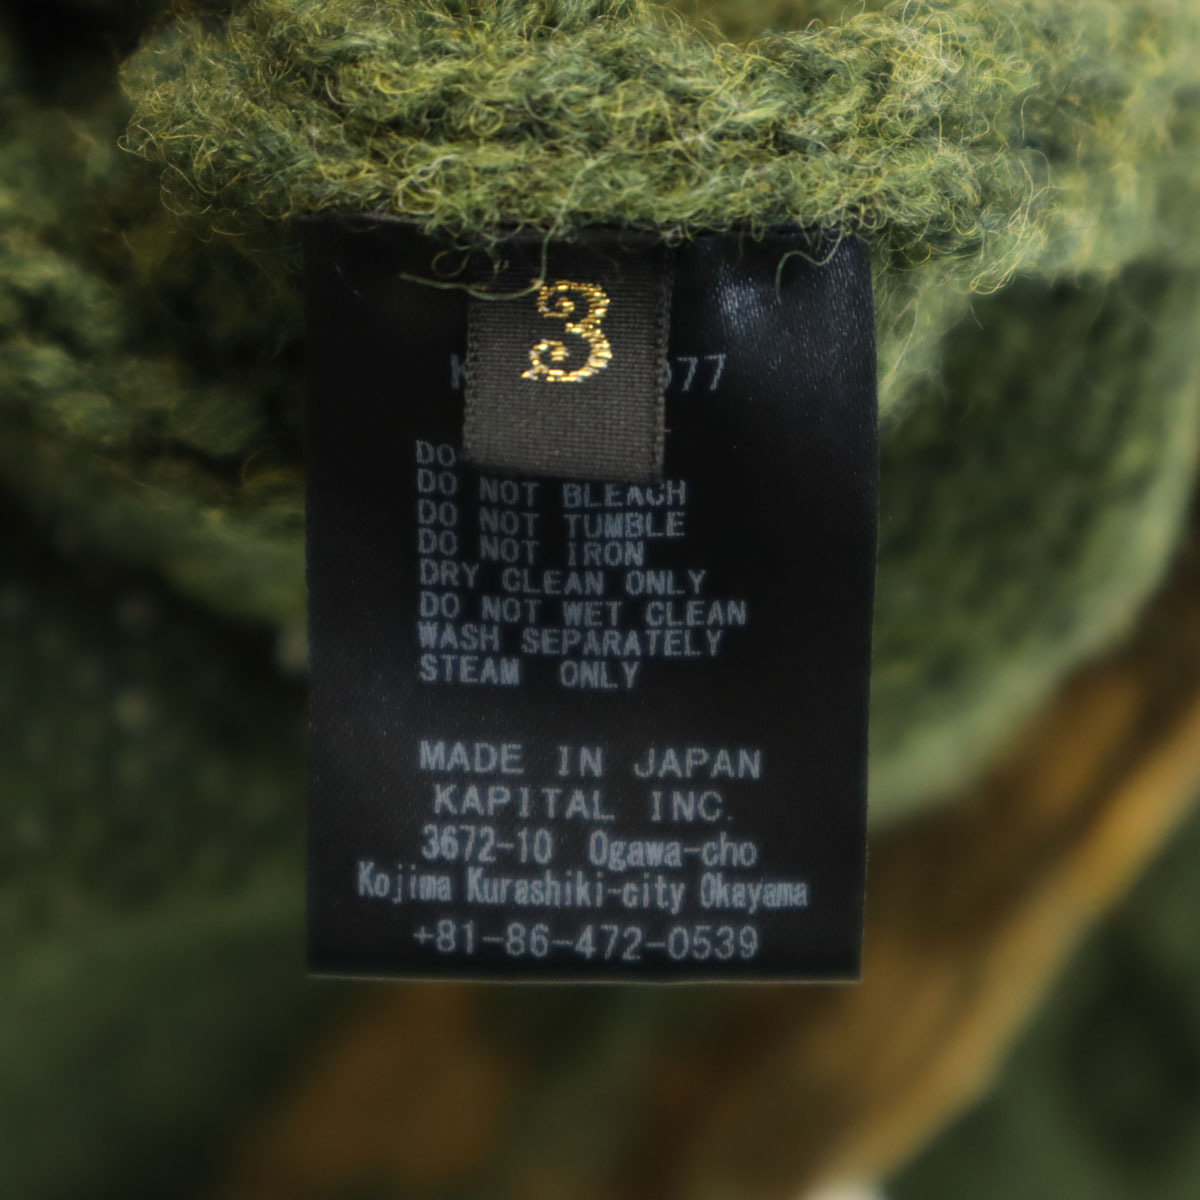 3
77
DO
DO NOT BLEACH
DO NOT TUMBLE
DO NOT IRON
DRY CLEAN ONLY
DO NOT WET CLEAN
WASH SEPARATELY
STEAM ONLY
MADE IN JAPAN
KAPITAL INC.
3672-10 Ogawa-cho
Kojima Kurashiki-city Okayama
+81-86-472-0539